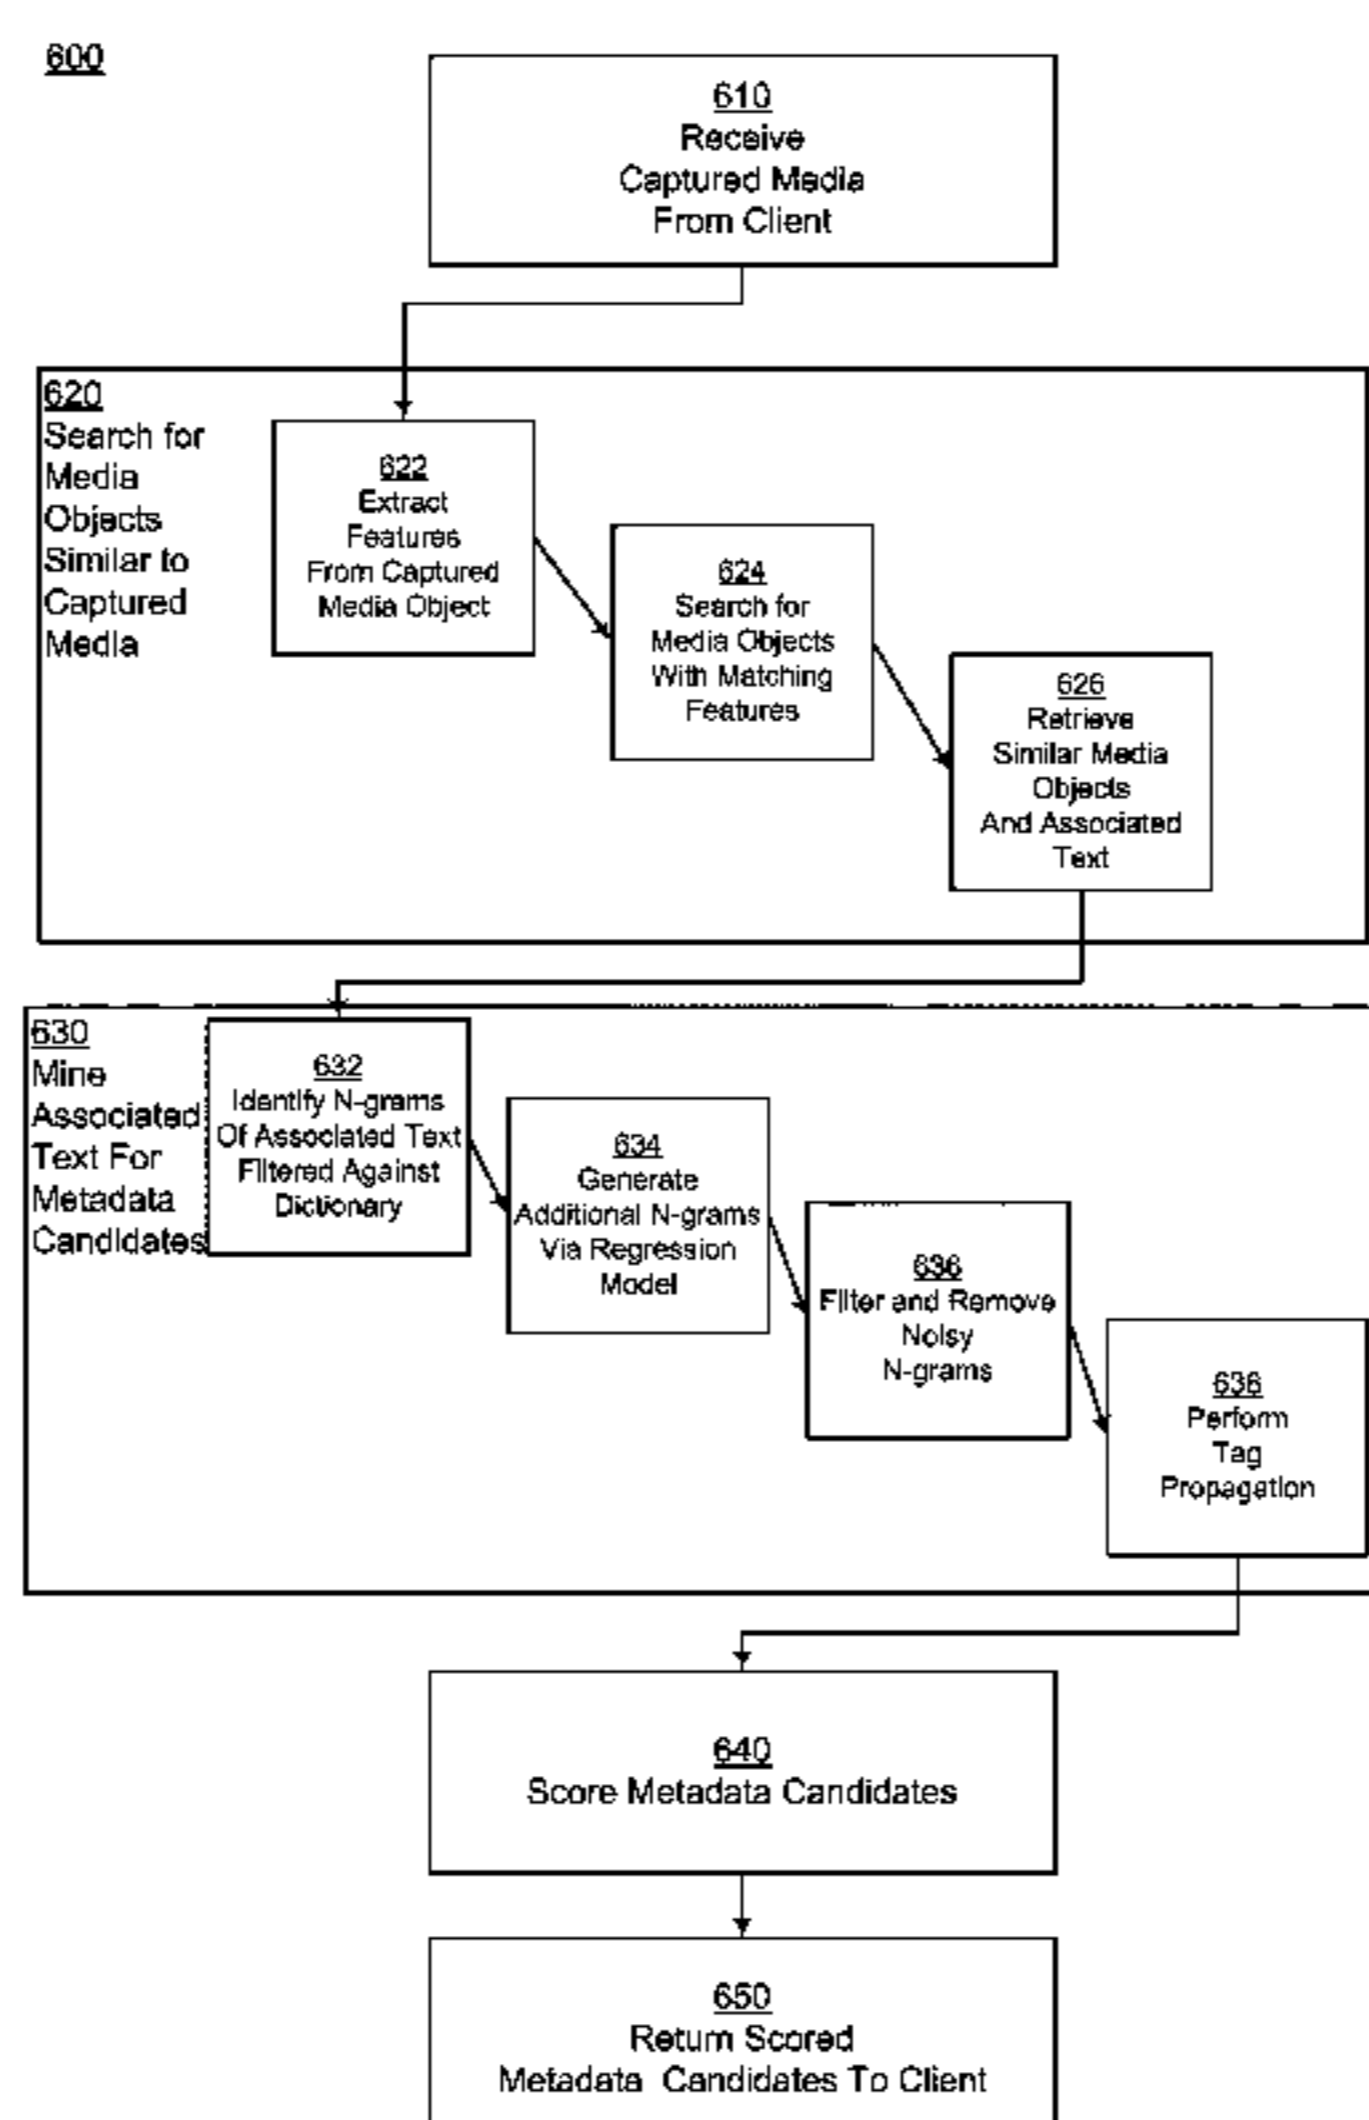 600
610
Receive
Captured Media
From Client
620
Search for
Media
Objects
Similar to
Captured
Media
622
Extract
Features
From Captured
Media Object
624
Search for
Media Objects
With Matching
Features
626
Retrieve
Similar Media
Objects
And Associated
Text
630
Mine
Associated
Text For
Metadata
Candidates
632
Identify N-grams
Of Associated Text
Filtered Against
Dictionary
634
Generate
Additional N-grams
Via Regression
Model
636
Filter and Remove
Noisy
N-grams
636
Perform
Tag
Propagation
640
Score Metadata Candidates
650
Return Scored
Metadata Candidates To Client